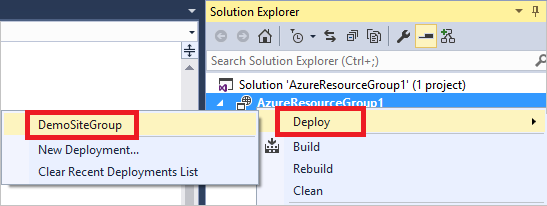 Solution Explorer
Search Solution Explorer (Ctrl+;)
Solution 'AzureResourceGroup1' (1 project)
AzureResourceGroup1
Deploy
Build
Rebuild
Clean
DemoSiteGroup
New Deployment...
Clear Recent Deployments List